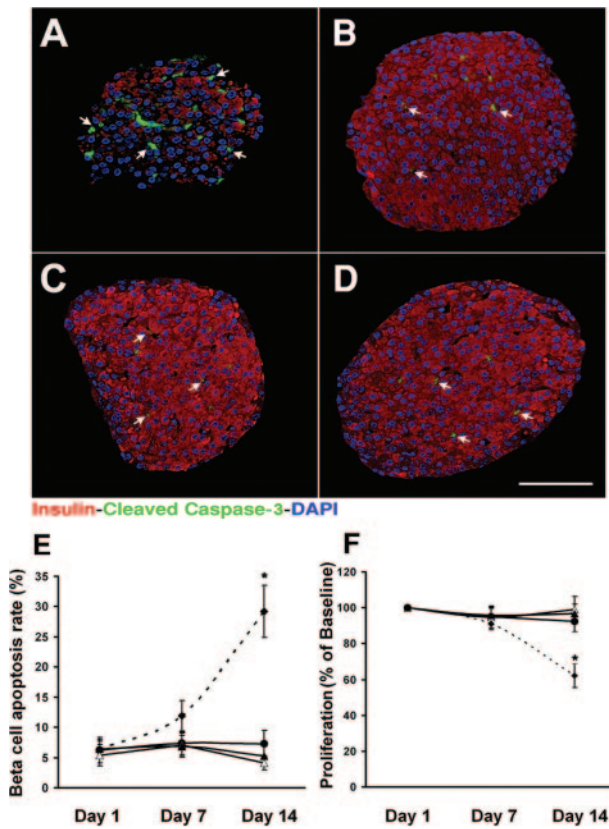 A
B
C
D
Insulin-Cleaved Caspase-3-DAPI
E
Beta cell apoptosis rate (%)
35
30
25
20
15
10
5
0
*
Day 1 Day 7 Day 14
F
Proliferation (% of Baseline)
120
100
80
60
40
20
0
*
Day 1 Day 7 Day 14